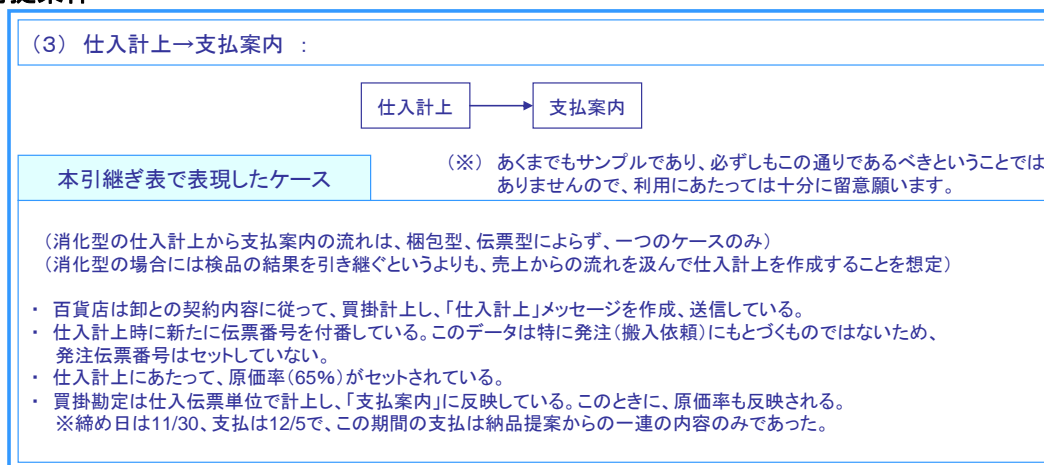 （3） 仕入計上→支払案内 ：
仕入計上
支払案内
本引継ぎ表で表現したケース
（※） あくまでもサンプルであり、必ずしもこの通りであるべきということでは
ありませんので、利用にあたっては十分に留意願います。
（消化型の仕入計上から支払案内の流れは、梱包型、伝票型によらず、一つのケースのみ）
（消化型の場合には検品の結果を引き継ぐというよりも、売上からの流れを汲んで仕入計上を作成することを想定）
・ 百貨店は卸との契約内容に従って、買掛計上し、「仕入計上」メッセージを作成、送信している。
・ 仕入計上時に新たに伝票番号を付番している。このデータは特に発注（搬入依頼）にもとづくものではないため、
発注伝票番号はセットしていない。
・ 仕入計上にあたって、原価率（65%）がセットされている。
・ 買掛勘定は仕入伝票単位で計上し、「支払案内」に反映している。このときに、原価率も反映される。
※締め日は11/30、支払は12/5で、この期間の支払は納品提案からの一連の内容のみであった。